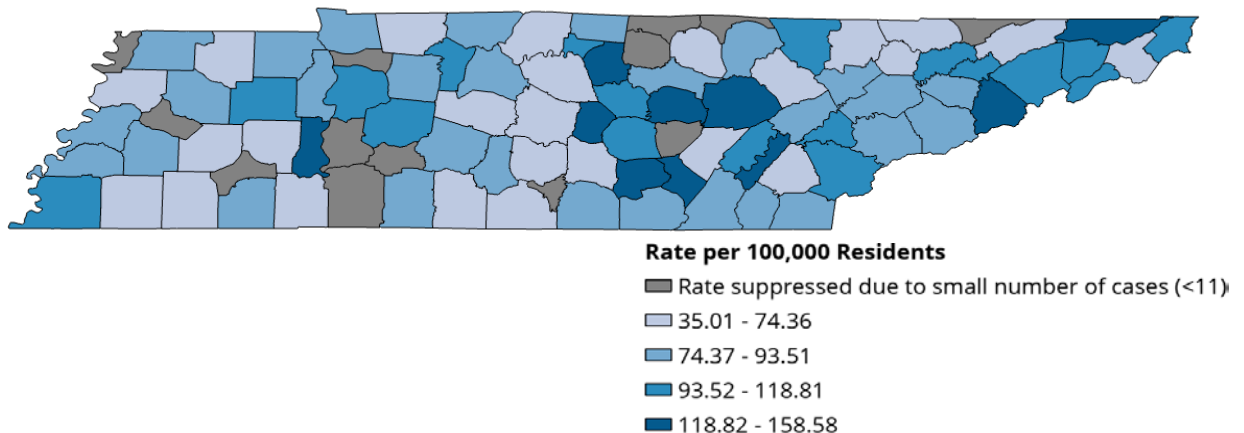 Rate per 100,000 Residents
Rate suppressed due to small number of cases (<11)
35.01 - 74.36
74.37 - 93.51
93.52 - 118.81
118.82 - 158.58